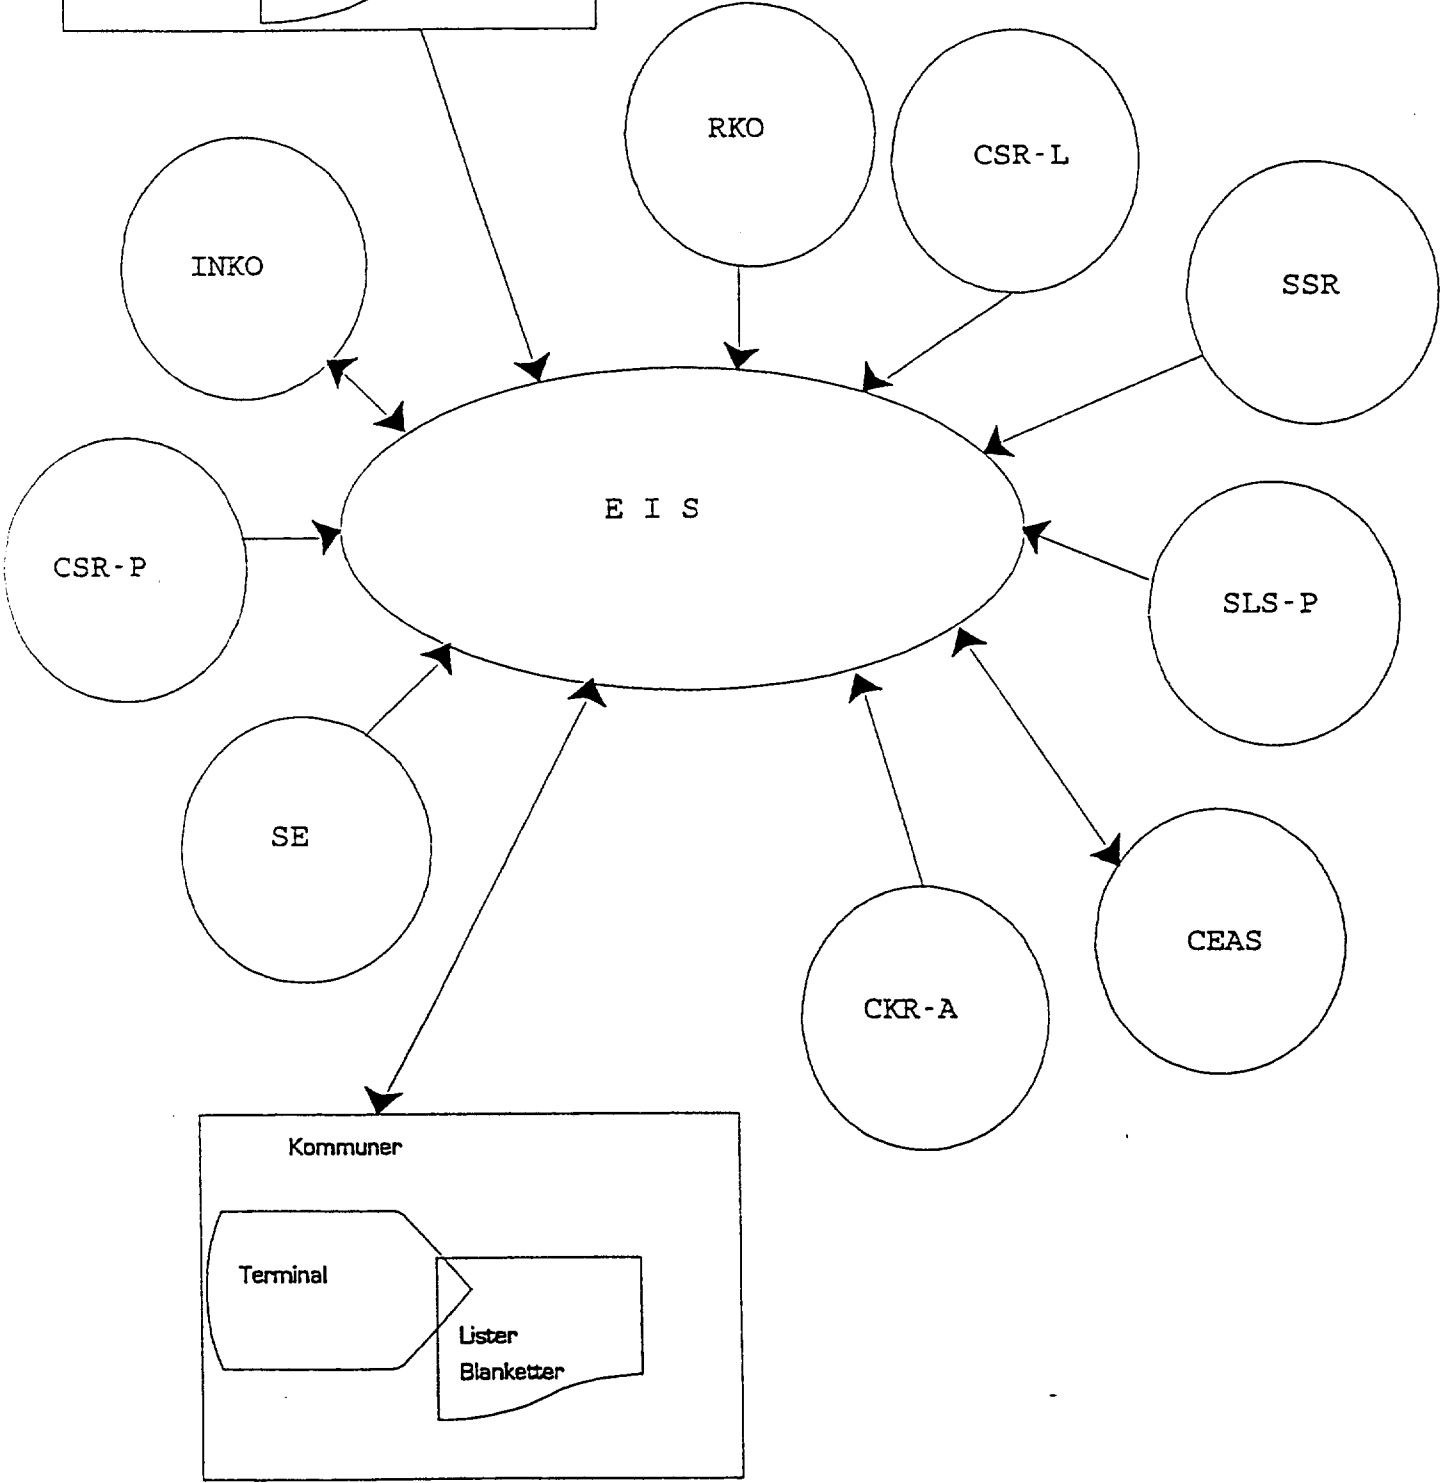 RKO
CSR-L
INKO
SSR
E I S
CSR-P
SLS-P
SE
CEAS
CKR-A
Kommuner
Terminal
Lister
Blanketter